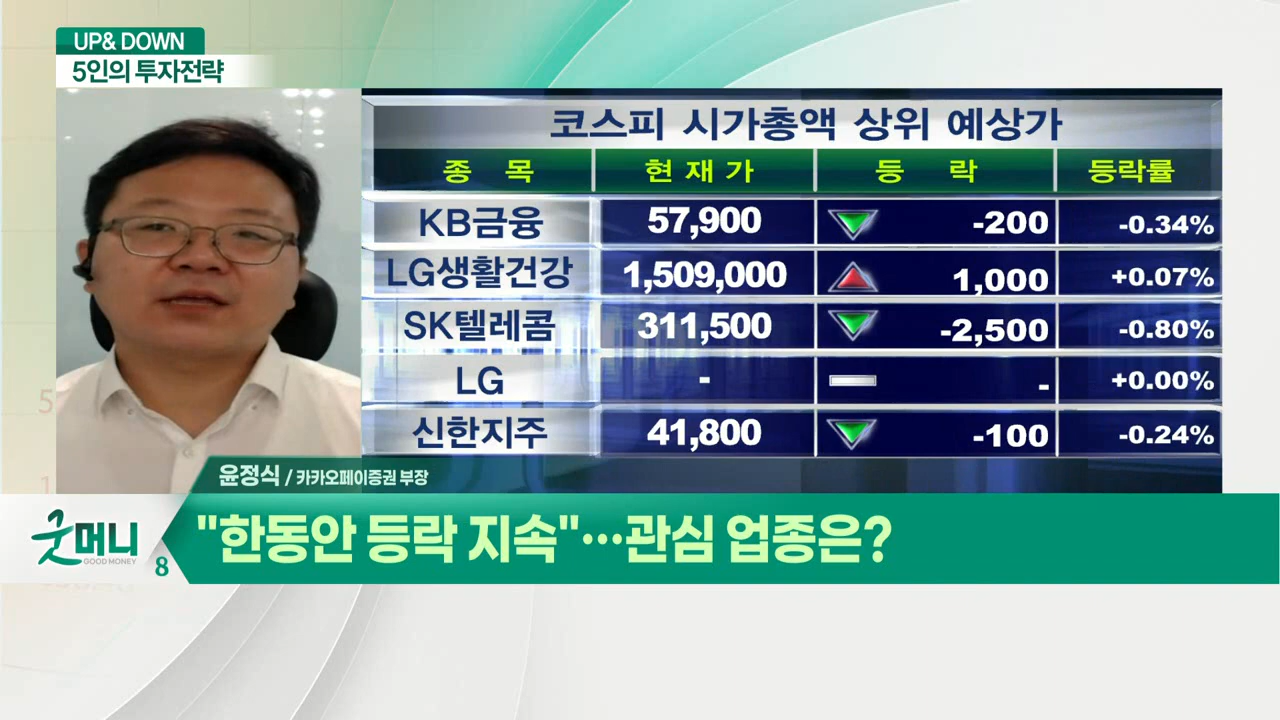 UP& DOWN
5인의 투자전략
코스피 시가총액 상위 예상가
종 목 현 재 가 등 락 등락률
KB금융 57,900 -200 -0.34%
LG생활건강 1,509,000 1,000 +0.07%
SK텔레콤 311,500 -2,500 -0.80%
LG - - +0.00%
신한지주 41,800 -100 -0.24%
윤정식 / 카카오페이증권 부장
"한동안 등락 지속"…관심 업종은?
굿머니
GOOD MONEY
8
5
1